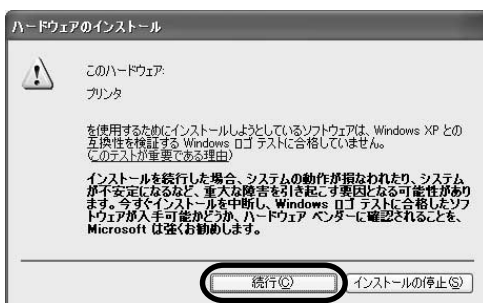 ハードウェアのインストール
このハードウェア:
プリンタ
を使用するためにインストールしようとしているソフトウェアは、Windows XP との
互換性を検証する Windows ロゴ テストに合格していません。
(このテストが重要である理由)
インストールを続行した場合、システムの動作が損なわれたり、システム
が不安定になるなど、重大な障害を引き起こす要因となる可能性があり
ます。今すぐインストールを中断し、Windows ロゴ テストに合格したソフ
トウェアが入手可能かどうか、ハードウェア ベンダーに確認されることを、
Microsoft は強くお勧めします。
続行(C) インストールの停止(S)